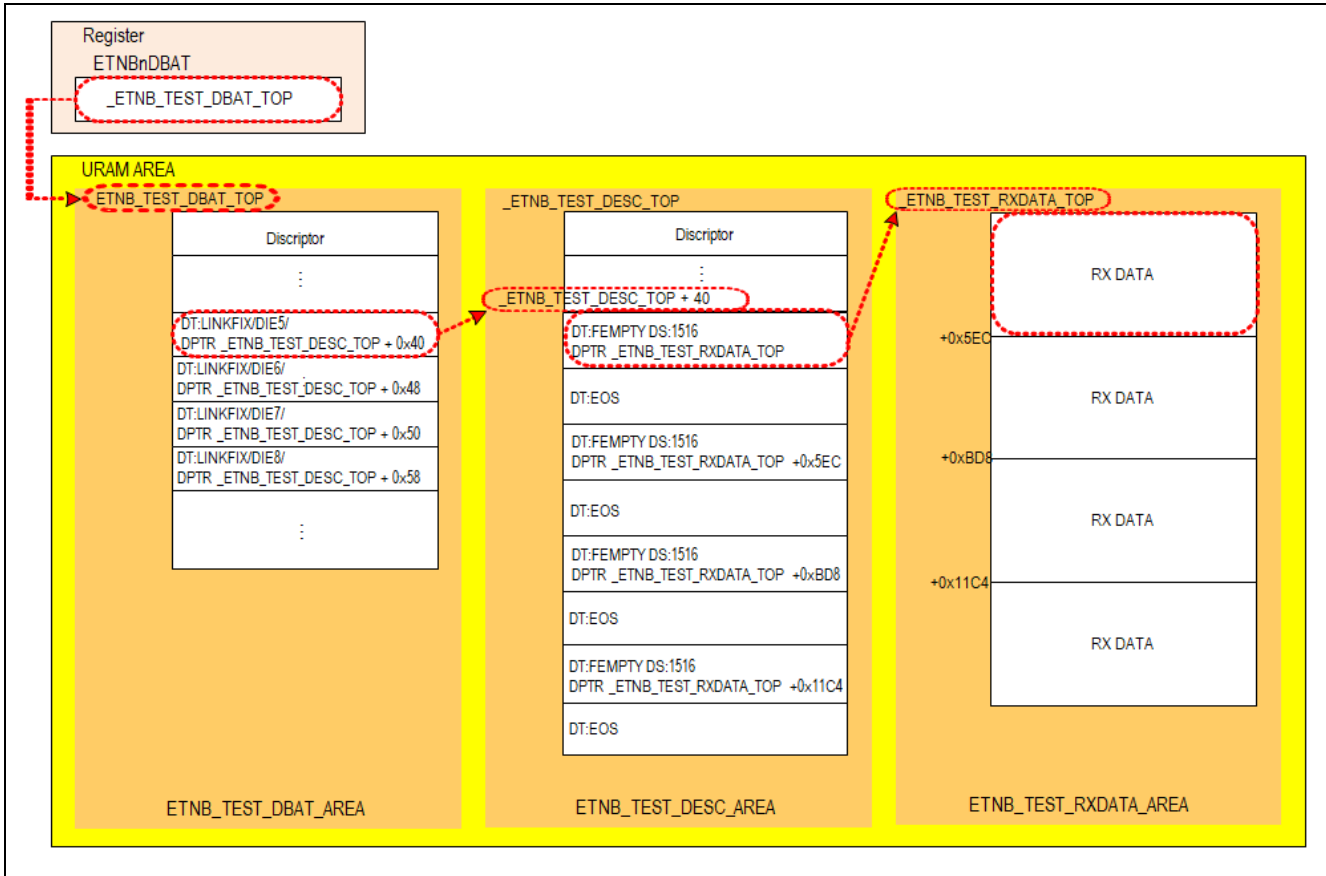 Register
ETNBnDBAT
_ETNB_TEST_DBAT_TOP
URAM AREA
_ETNB_TEST_DBAT_TOP
Discriptor
⋮
DT:LINKFIX/DIE5/
DPTR _ETNB_TEST_DESC_TOP + 0x40
DT:LINKFIX/DIE6/
DPTR _ETNB_TEST_DESC_TOP + 0x48
DT:LINKFIX/DIE7/
DPTR _ETNB_TEST_DESC_TOP + 0x50
DT:LINKFIX/DIE8/
DPTR _ETNB_TEST_DESC_TOP + 0x58
⋮
ETNB_TEST_DBAT_AREA
_ETNB_TEST_DESC_TOP
Discriptor
⋮
_ETNB_TEST_DESC_TOP + 40
DT:FEMPTY DS:1516
DPTR _ETNB_TEST_RXDATA_TOP
DT:EOS
DT:FEMPTY DS:1516
DPTR _ETNB_TEST_RXDATA_TOP +0x5EC
DT:EOS
DT:FEMPTY DS:1516
DPTR _ETNB_TEST_RXDATA_TOP +0xBD8
DT:EOS
DT:FEMPTY DS:1516
DPTR _ETNB_TEST_RXDATA_TOP +0x11C4
DT:EOS
ETNB_TEST_DESC_AREA
_ETNB_TEST_RXDATA_TOP
RX DATA
+0x5EC
RX DATA
+0xBD8
RX DATA
+0x11C4
RX DATA
ETNB_TEST_RXDATA_AREA